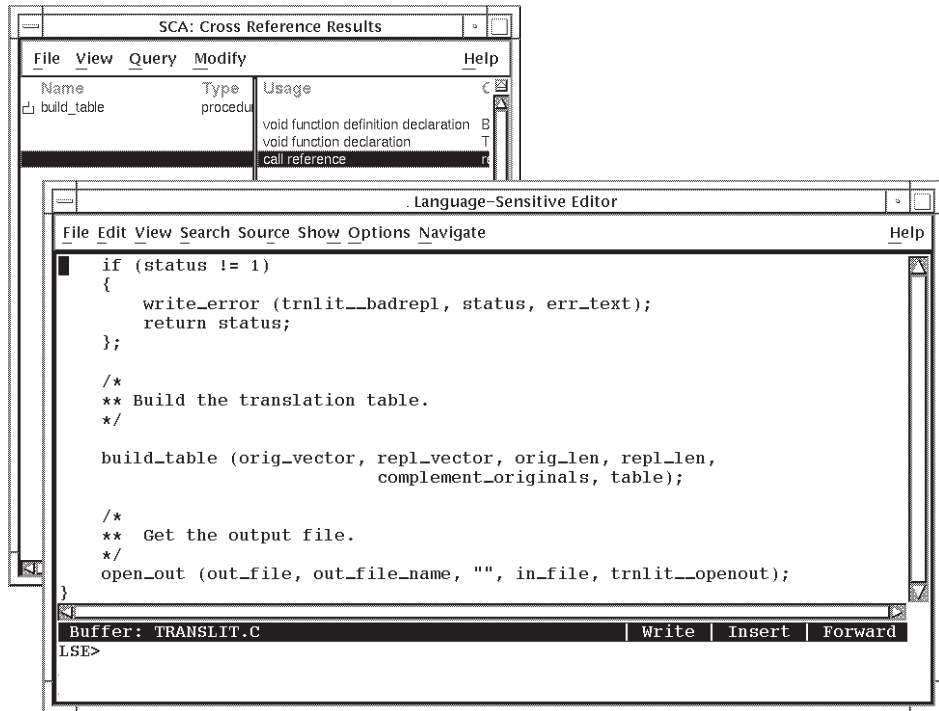 SCA: Cross Reference Results
File View Query Modify Help
Name Type Usage
build_table procedu
void function definition declaration B
void function declaration T
call reference
. Language-Sensitive Editor
File Edit View Search Source Show Options Navigate Help
if (status != 1)
{
write_error (trnlit__badrepl, status, err_text);
return status;
};
/*
** Build the translation table.
*/
build_table (orig_vector, repl_vector, orig_len, repl_len,
complement_originals, table);
/*
** Get the output file.
*/
open_out (out_file, out_file_name, "", in_file, trnlit__openout);
}
Buffer: TRANSLIT.C | Write | Insert | Forward
LSE>